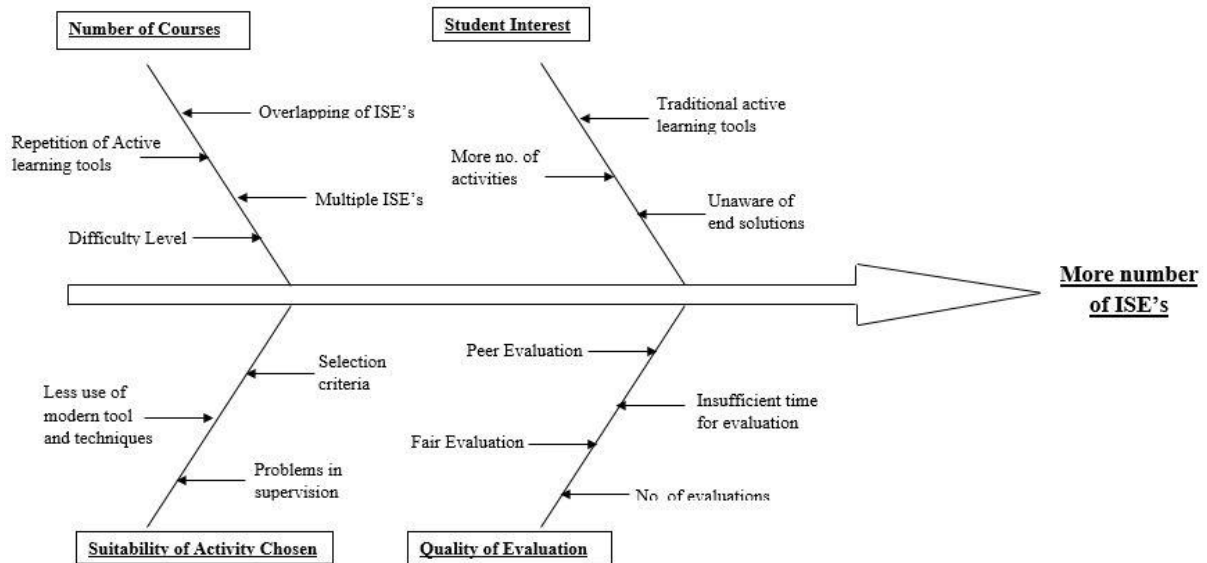 Number of Courses
Student Interest
Overlapping of ISE's
Repetition of Active
learning tools
Multiple ISE's
Difficulty Level
Traditional active
learning tools
More no. of
activities
Unaware of
end solutions
More number
of ISE's
Selection
criteria
Less use of
modern tool
and techniques
Problems in
supervision
Suitability of Activity Chosen
Peer Evaluation
Insufficient time
for evaluation
Fair Evaluation
No. of evaluations
Quality of Evaluation